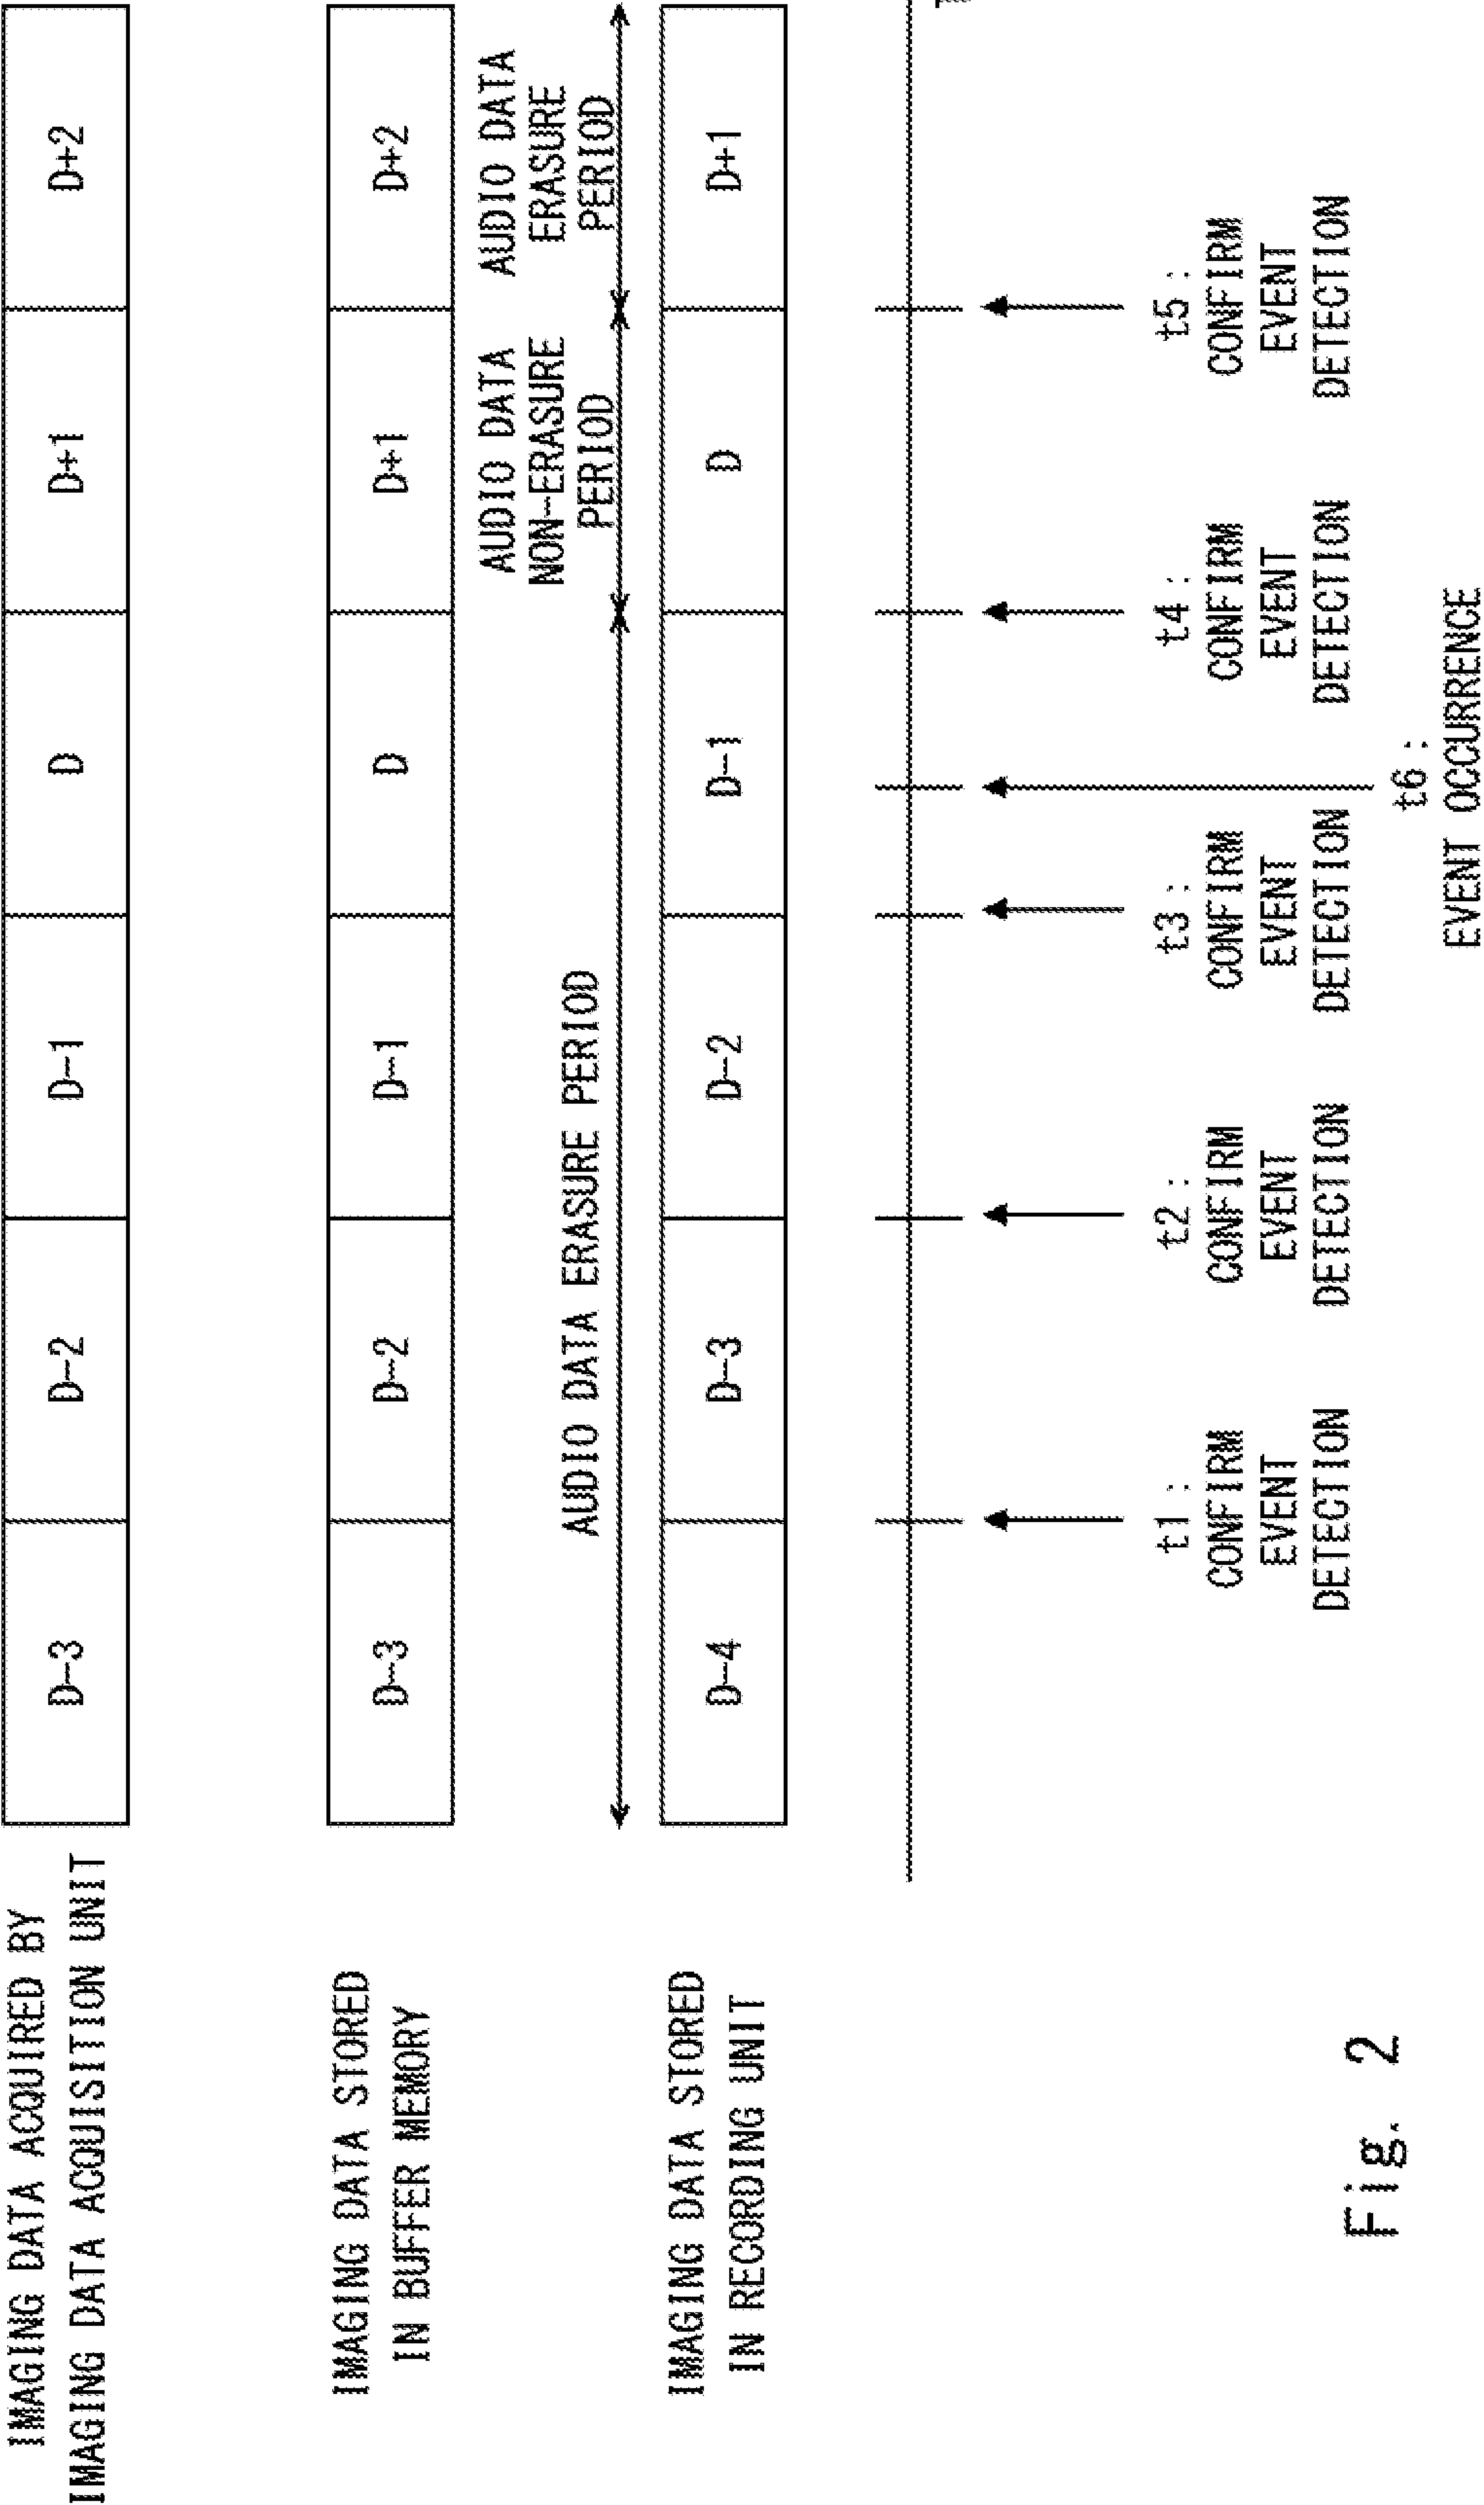 IMAGING DATA ACQUIRED BY
IMAGING DATA ACQUISITION UNIT
D-3
D-2
D-1
D
D+1
D+2
IMAGING DATA STORED
IN BUFFER MEMORY
D-3
D-2
D-1
D
D+1
D+2
AUDIO DATA ERASURE PERIOD
AUDIO DATA
NON-ERASURE
PERIOD
AUDIO DATA
ERASURE
PERIOD
IMAGING DATA STORED
IN RECORDING UNIT
D-4
D-3
D-2
D-1
D
D+1
t1:
CONFIRM
EVENT
DETECTION
t2:
CONFIRM
EVENT
DETECTION
t3:
CONFIRM
EVENT
DETECTION
t4:
CONFIRM
EVENT
DETECTION
t5:
CONFIRM
EVENT
DETECTION
t6:
EVENT OCCURRENCE
Fig. 2